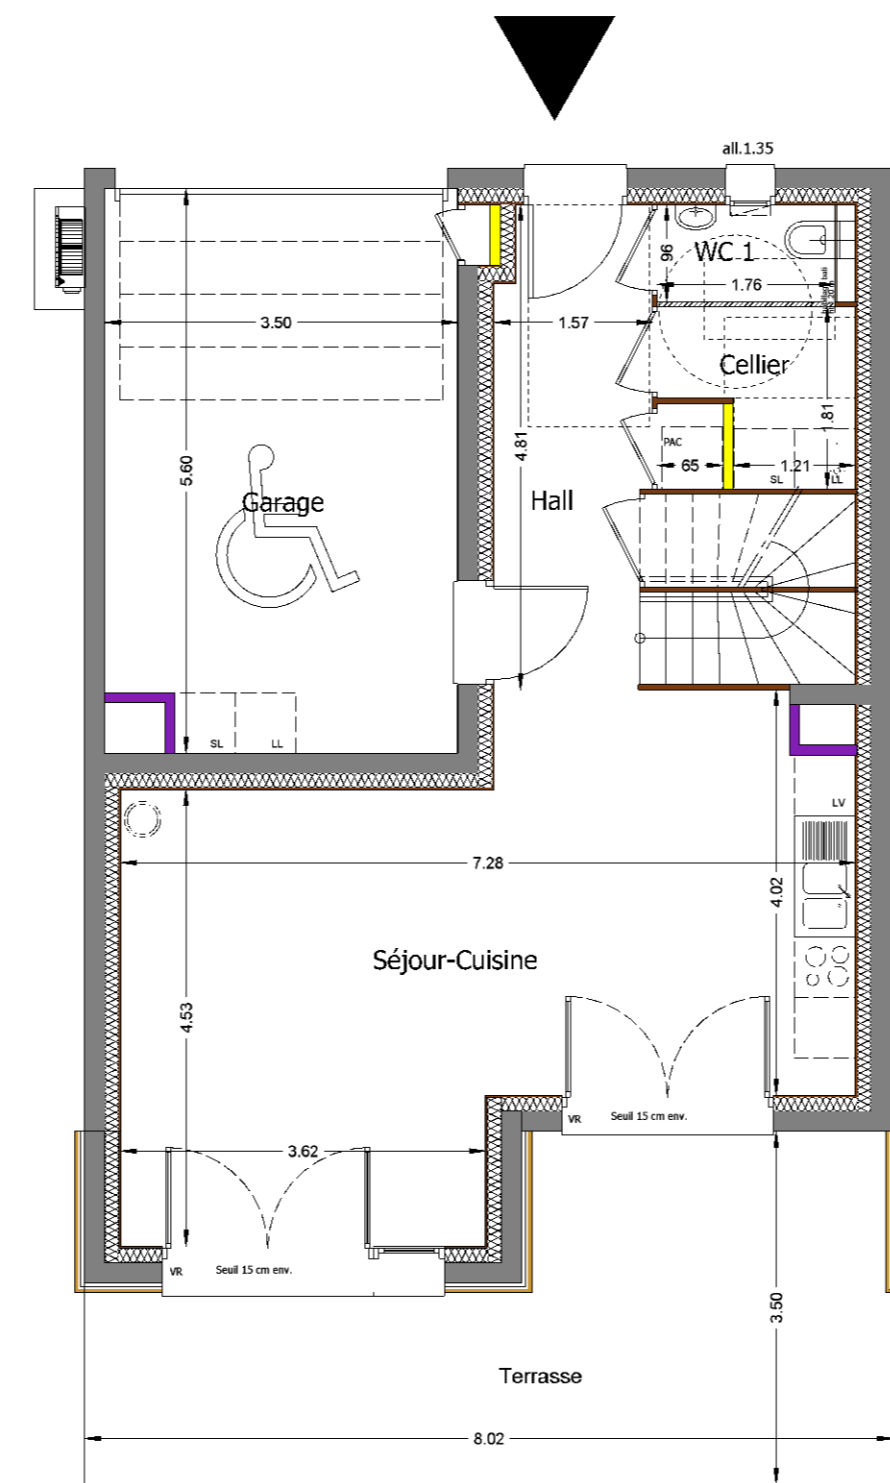 all.1.35
WC 1
96
1.76
3.50
1.57
Cellier
1.81
4.81
PAC
65
1.21
SL
LL
5.60
Garage
Hall
SL
LL
LV
7.28
4.02
Séjour-Cuisine
4.53
VR
Seuil 15 cm env.
3.62
VR
Seuil 15 cm env.
3.50
Terrasse
8.02